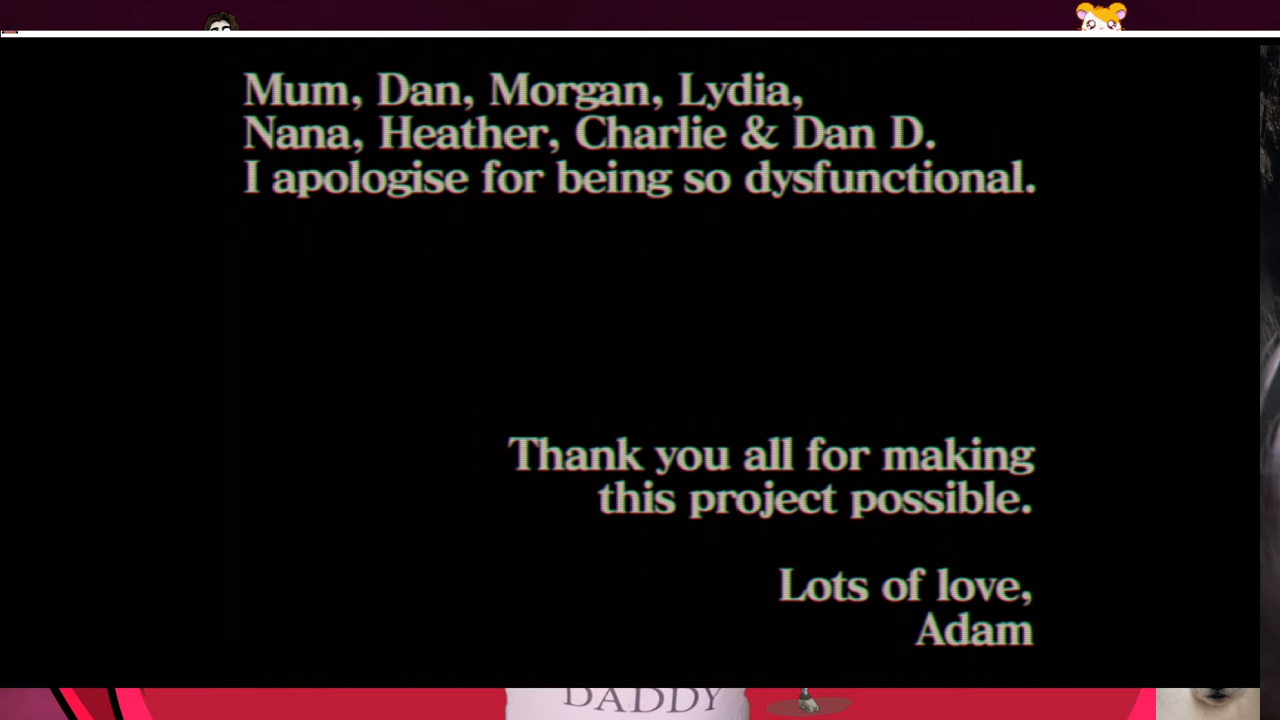 Mum, Dan, Morgan, Lydia,
Nana, Heather, Charlie & Dan D.
I apologise for being so dysfunctional.
Thank you all for making
this project possible.
Lots of love,
Adam
DADDY